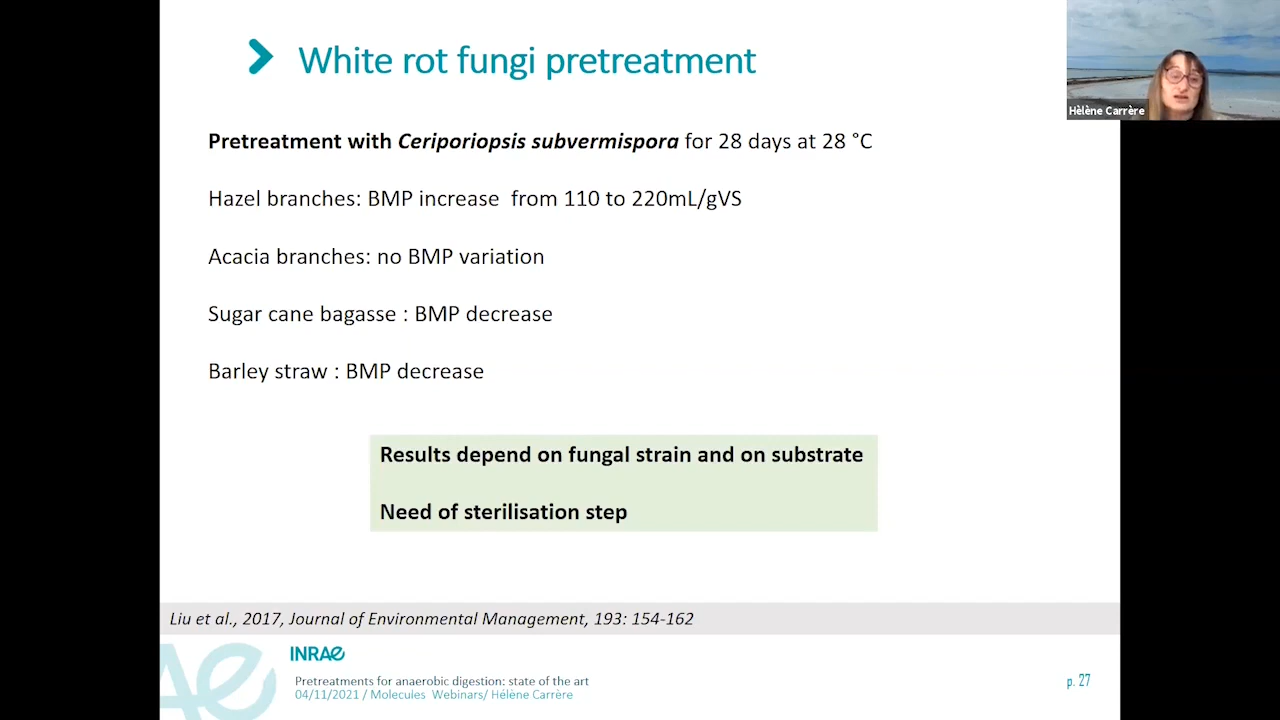 White rot fungi pretreatment
Hélène Carrère
Pretreatment with Ceriporiopsis subvermispora for 28 days at 28 °C
Hazel branches: BMP increase from 110 to 220mL/gVS
Acacia branches: no BMP variation
Sugar cane bagasse : BMP decrease
Barley straw : BMP decrease
Results depend on fungal strain and on substrate
Need of sterilisation step
Liu et al., 2017, Journal of Environmental Management, 193: 154-162
INRAE
Pretreatments for anaerobic digestion: state of the art
04/11/2021 / Molecules Webinars/ Hélène Carrère
p. 27